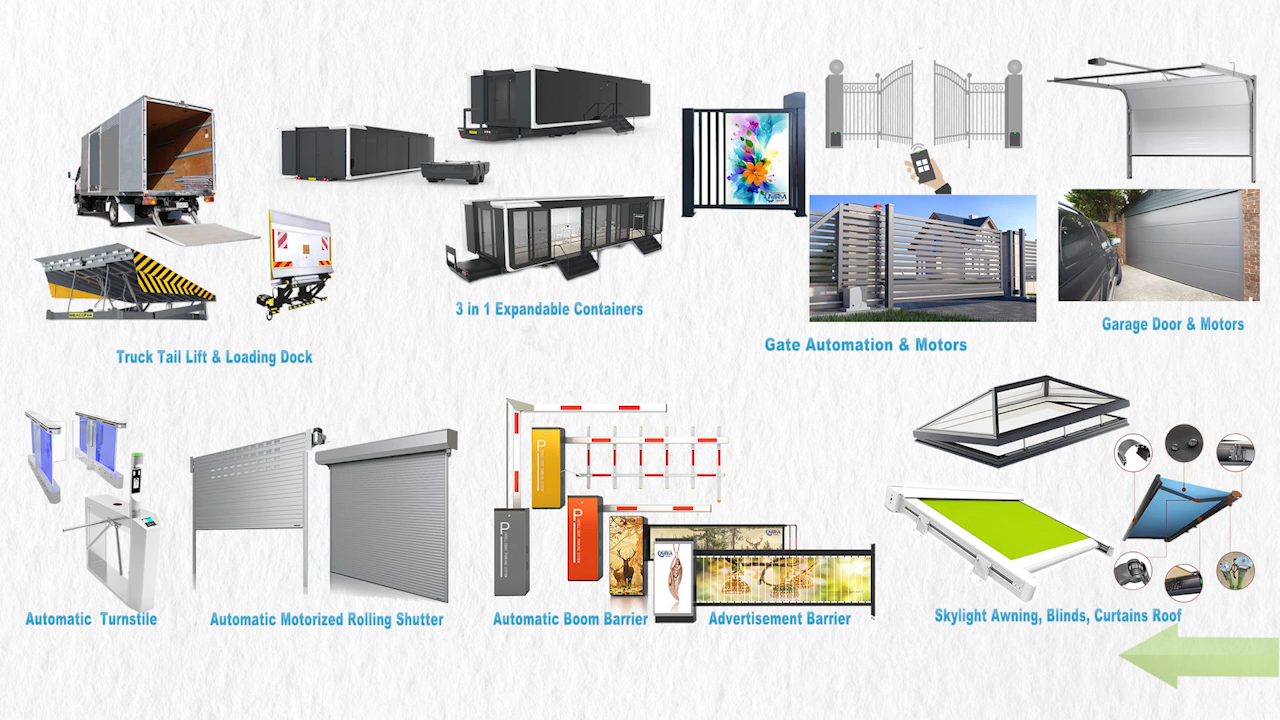 3 in 1 Expandable Containers
Garage Door & Motors
Gate Automation & Motors
Truck Tail Lift & Loading Dock
P
P
P
Automatic Turnstile
Automatic Motorized Rolling Shutter
Automatic Boom Barrier
Advertisement Barrier
Skylight Awning, Blinds, Curtains Roof